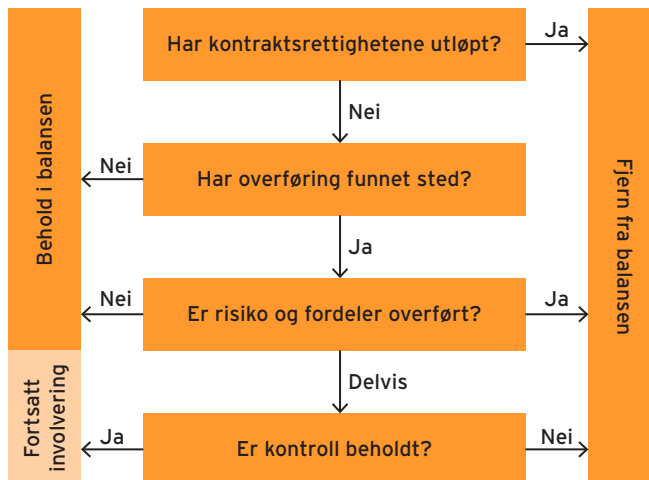 Har kontraktsrettighetene utløpt?
Ja
Nei
Behold i balansen
Nei
Har overføring funnet sted?
Fjern fra balansen
Ja
Nei
Er risiko og fordeler overført?
Ja
Delvis
Fortsatt
involvering
Ja
Er kontroll beholdt?
Nei